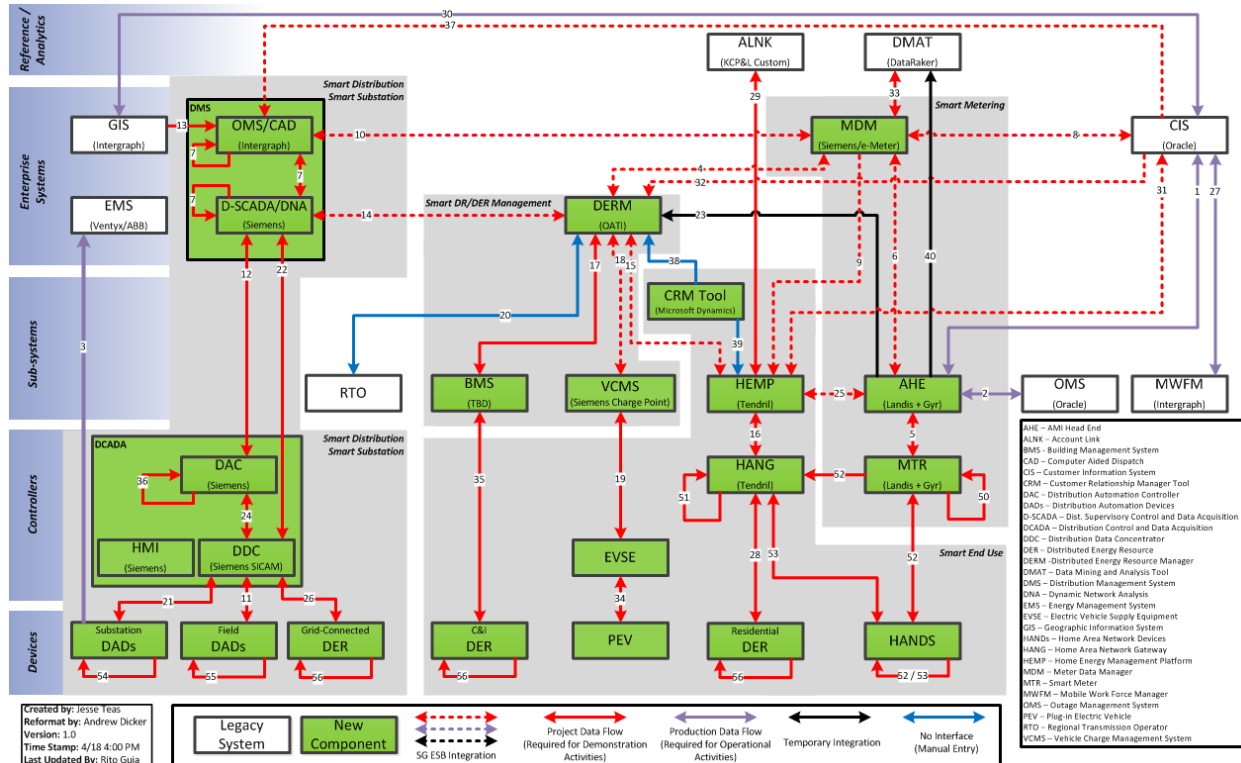 Reference /
Analytics
Enterprise
Systems
Sub-systems
Controllers
Devices
30
37
ALNK
(KCP&L Custom)
DMAT
(DataRaker)
Smart Distribution
Smart Substation
29
33
Smart Metering
DMS
GIS
(Intergraph)
13
OMS/CAD
(Intergraph)
7
10
MDM
(Siemens/e-Meter)
8
CIS
(Oracle)
7
4
32
31
1
27
EMS
(Ventyx/ABB)
7
D-SCADA/DNA
(Siemens)
14
Smart DR/DER Management
DERM
(OATI)
23
12
22
17
18
15
38
9
6
40
CRM Tool
(Microsoft Dynamics)
20
39
3
RTO
BMS
(TBD)
VCMS
(Siemens Charge Point)
HEMP
(Tendril)
25
AHE
(Landis + Gyr)
2
OMS
(Oracle)
MWFM
(Intergraph)
Smart Distribution
Smart Substation
DCADA
16
5
DAC
(Siemens)
36
35
19
HANG
(Tendril)
52
MTR
(Landis + Gyr)
51
50
24
HMI
(Siemens)
DDC
(Siemens SICAM)
EVSE
28
53
52
Smart End Use
21
11
26
34
Substation
DADs
Field
DADs
Grid-Connected
DER
C&I
DER
PEV
Residential
DER
HANDS
54
55
56
56
56
52 / 53
AHE – AMI Head End
ALNK – Account Link
BMS - Building Management System
CAD – Computer Aided Dispatch
CIS – Customer Information System
CRM – Customer Relationship Manager Tool
DAC – Distribution Automation Controller
DADs – Distribution Automation Devices
D-SCADA – Dist. Supervisory Control and Data Acquisition
DCADA – Distribution Control and Data Acquisition
DDC – Distribution Data Concentrator
DER – Distributed Energy Resource
DERM -Distributed Energy Resource Manager
DMAT – Data Mining and Analysis Tool
DMS – Distribution Management System
DNA – Dynamic Network Analysis
EMS – Energy Management System
EVSE – Electric Vehicle Supply Equipment
GIS – Geographic Information System
HANDs – Home Area Network Devices
HANG – Home Area Network Gateway
HEMP – Home Energy Management Platform
MDM – Meter Data Manager
MTR – Smart Meter
MWFM – Mobile Work Force Manager
OMS – Outage Management System
PEV – Plug-in Electric Vehicle
RTO – Regional Transmission Operator
VCMS – Vehicle Charge Management System
Created by: Jesse Teas
Reformat by: Andrew Dicker
Version: 1.0
Time Stamp: 4/18 4:00 PM
Last Updated By: Rito Guia
Legacy
System
New
Component
SG ESB Integration
Project Data Flow
(Required for Demonstration
Activities)
Production Data Flow
(Required for Operational
Activities)
Temporary Integration
No Interface
(Manual Entry)